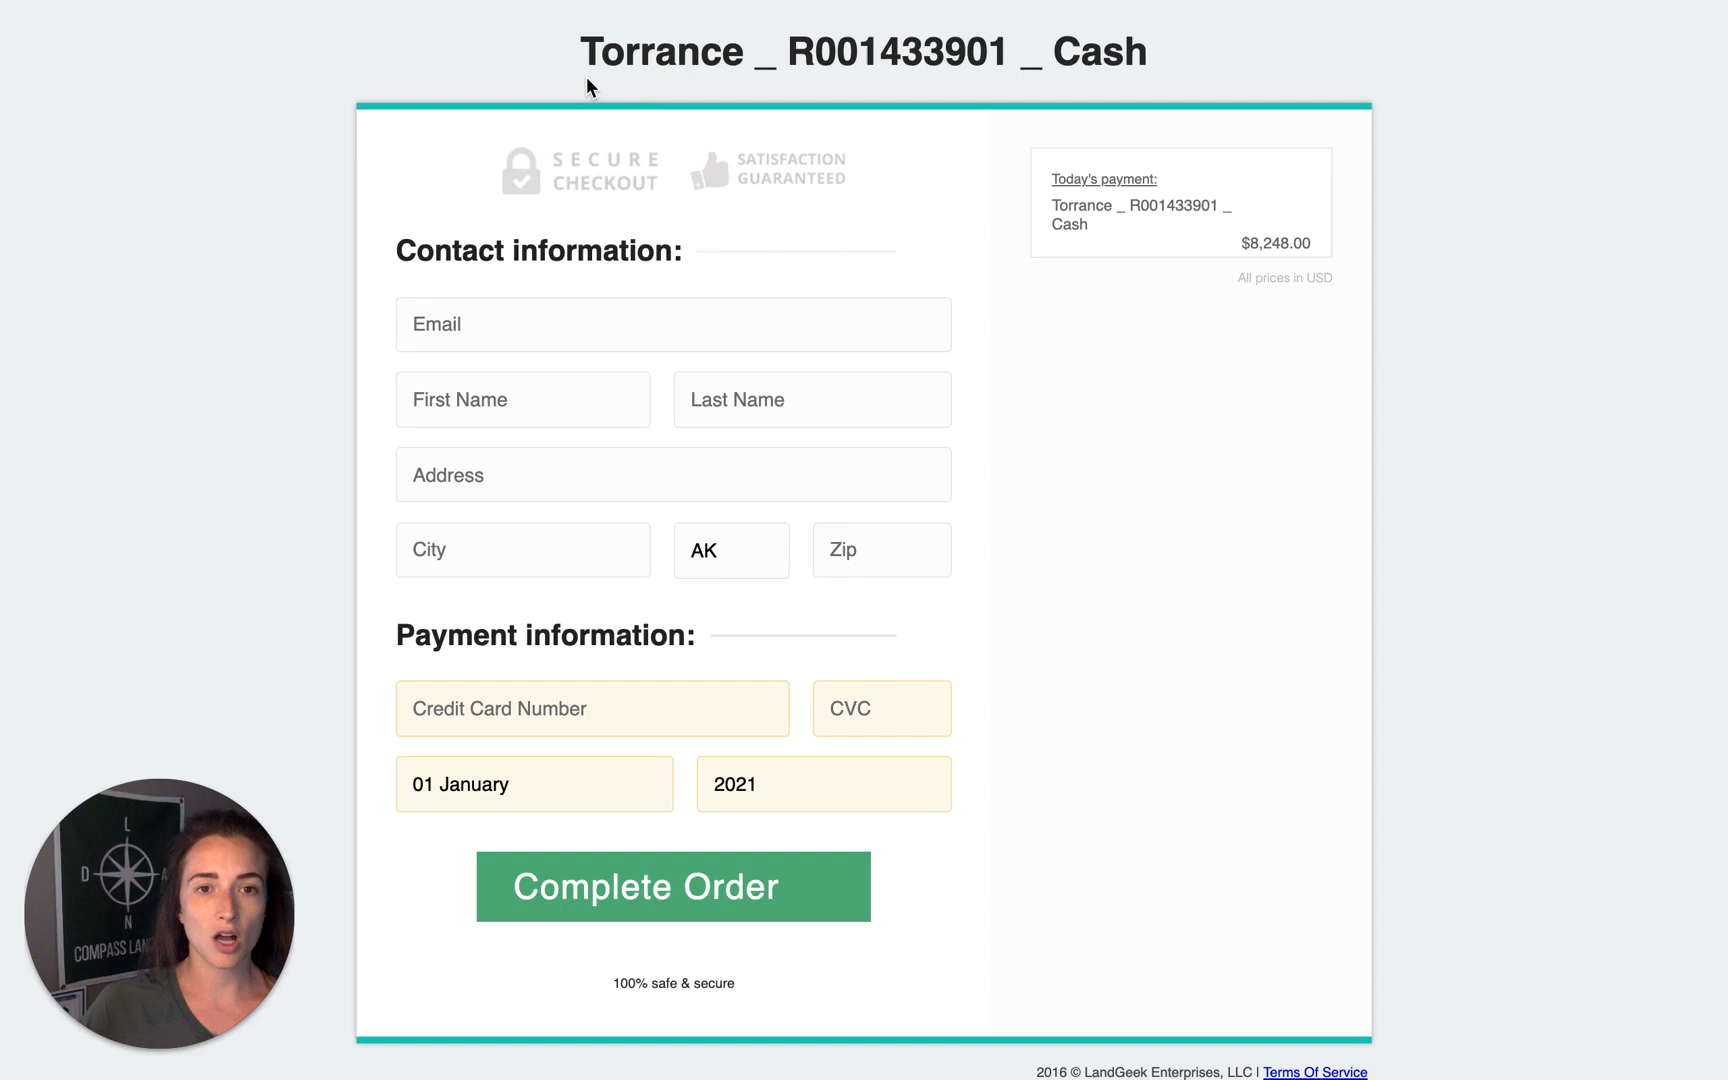 Torrance _ R001433901 _ Cash
SECURE
CHECKOUT
SATISFACTION
GUARANTEED
Today's payment:
Torrance _ R001433901 _
Cash
$8,248.00
All prices in USD
Contact information:
Email
First Name
Last Name
Address
City
AK
Zip
Payment information:
Credit Card Number
CVC
01 January
2021
Complete Order
100% safe & secure
L
D
A
N
COMPASS LAN
2016 © LandGeek Enterprises, LLC | Terms Of Service